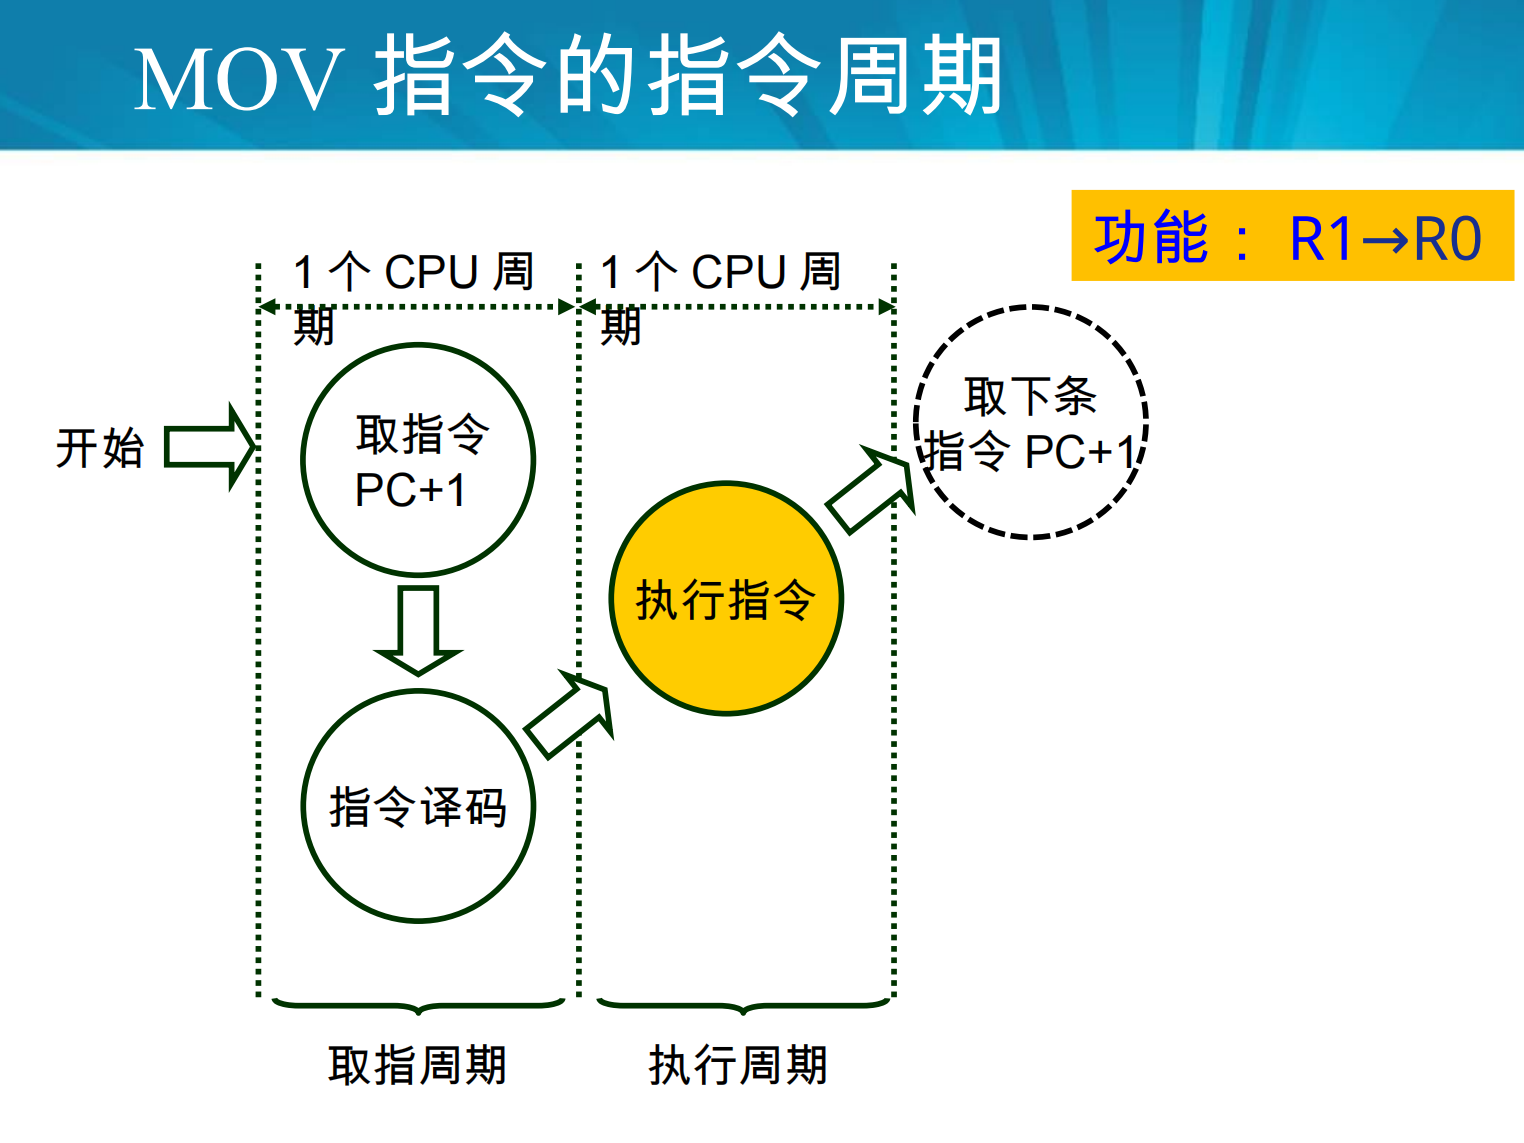 MOV 指令的指令周期
功能： R1→R0
1 个 CPU 周
期
1 个 CPU 周
期
开始
取指令
PC+1
取下条
指令 PC+1
执行指令
指令译码
取指周期
执行周期